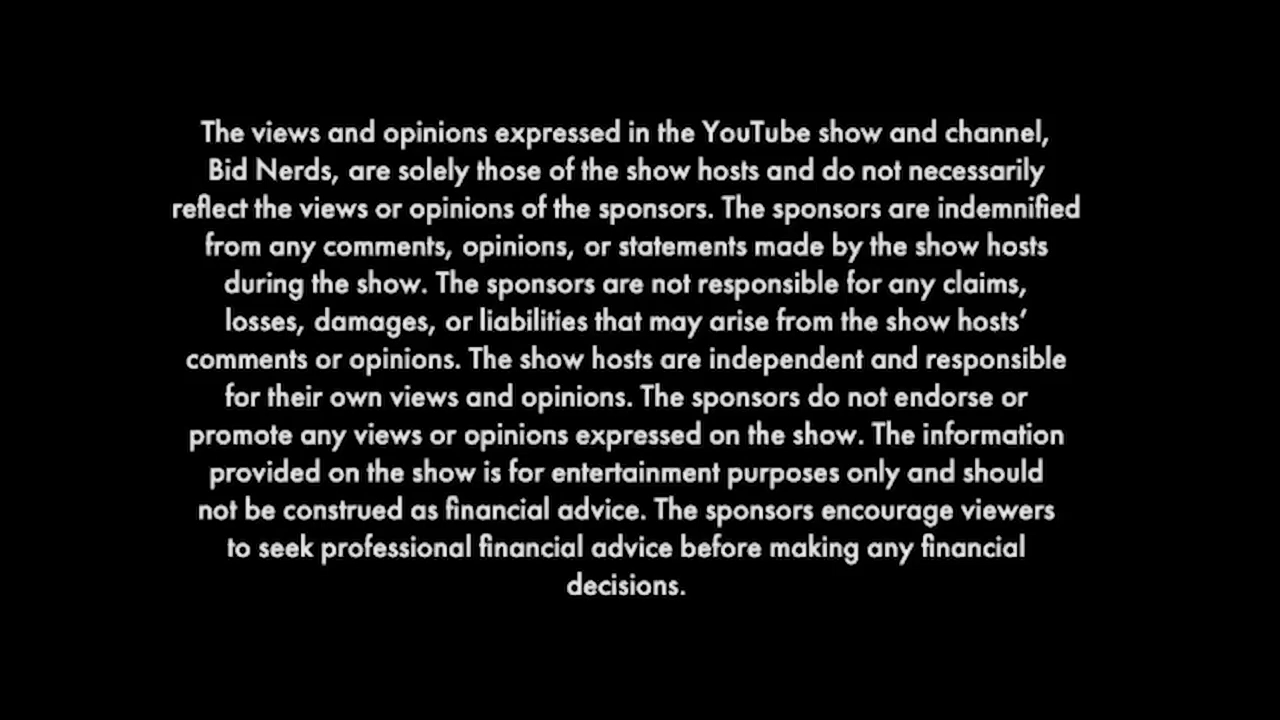 The views and opinions expressed in the YouTube show and channel,
Bid Nerds, are solely those of the show hosts and do not necessarily
reflect the views or opinions of the sponsors. The sponsors are indemnified
from any comments, opinions, or statements made by the show hosts
during the show. The sponsors are not responsible for any claims,
losses, damages, or liabilities that may arise from the show hosts’
comments or opinions. The show hosts are independent and responsible
for their own views and opinions. The sponsors do not endorse or
promote any views or opinions expressed on the show. The information
provided on the show is for entertainment purposes only and should
not be construed as financial advice. The sponsors encourage viewers
to seek professional financial advice before making any financial
decisions.